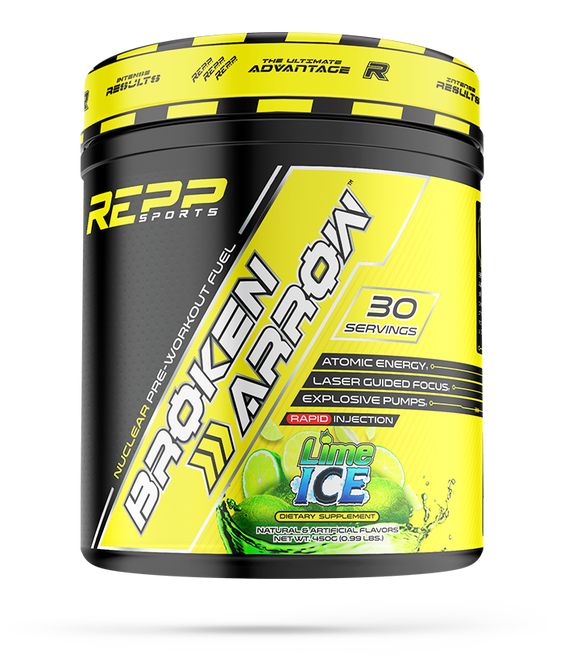 INTENSE
RESULTS
REPP
REPP
REPP
THE ULTIMATE
ADVANTAGE R
INTENSE
RESULTS
R
REPP
SPORTS
NUCLEAR PRE-WORKOUT FUEL
BROKEN
ARROW™
30
SERVINGS
ATOMIC ENERGY
LASER GUIDED FOCUS
EXPLOSIVE PUMPS
RAPID INJECTION
Lime
ICE
DIETARY SUPPLEMENT
NATURAL & ARTIFICIAL FLAVORS
NET WT. 450G (0.99 LBS.)